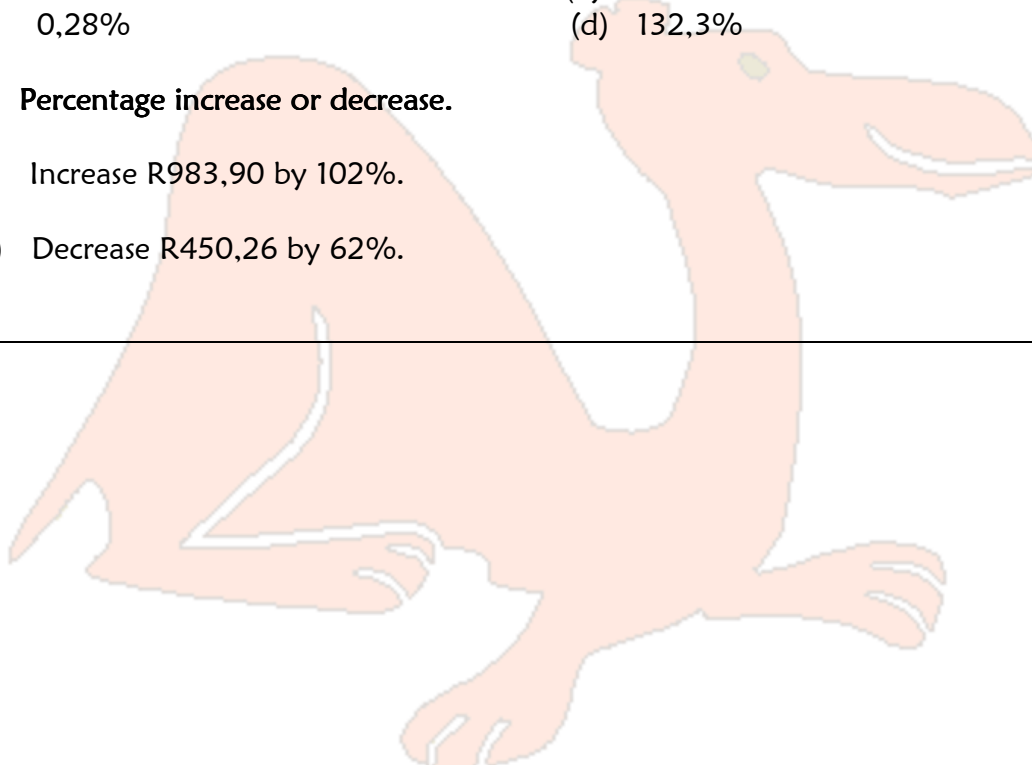 0,28% (d) 132,3%
Percentage increase or decrease.
Increase R983,90 by 102%.
) Decrease R450,26 by 62%.